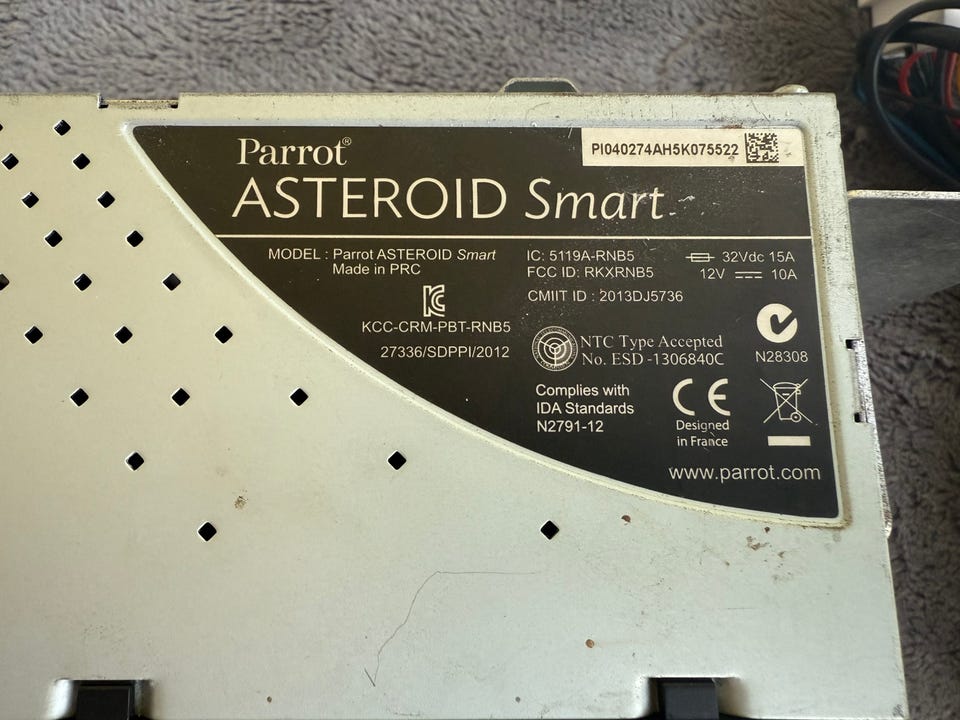 Parrot®
PI040274AH5K075522
ASTEROID Smart
MODEL : Parrot ASTEROID Smart
Made in PRC
KCC-CRM-PBT-RNB5
27336/SDPPI/2012
IC: 5119A-RNB5
FCC ID: RKXRNB5
CMIIT ID : 2013DJ5736
32Vdc 15A
12V 10A
NTC Type Accepted
No. ESD -1306840C
N28308
Complies with
IDA Standards
N2791-12
CE
Designed
in France
www.parrot.com